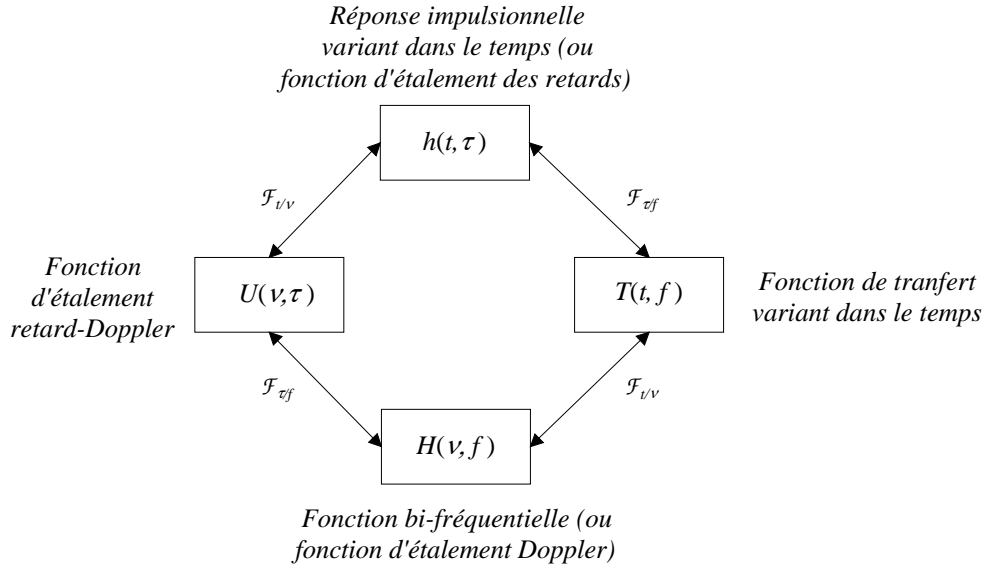 Réponse impulsionnelle
variant dans le temps (ou
fonction d'étalement des retards)
h(t,τ)
ℱt/ν
ℱτ/f
Fonction
d'étalement
retard-Doppler
U(ν,τ)
T(t, f)
Fonction de tranfert
variant dans le temps
ℱτ/f
ℱt/ν
H(ν, f)
Fonction bi-fréquentielle (ou
fonction d'étalement Doppler)